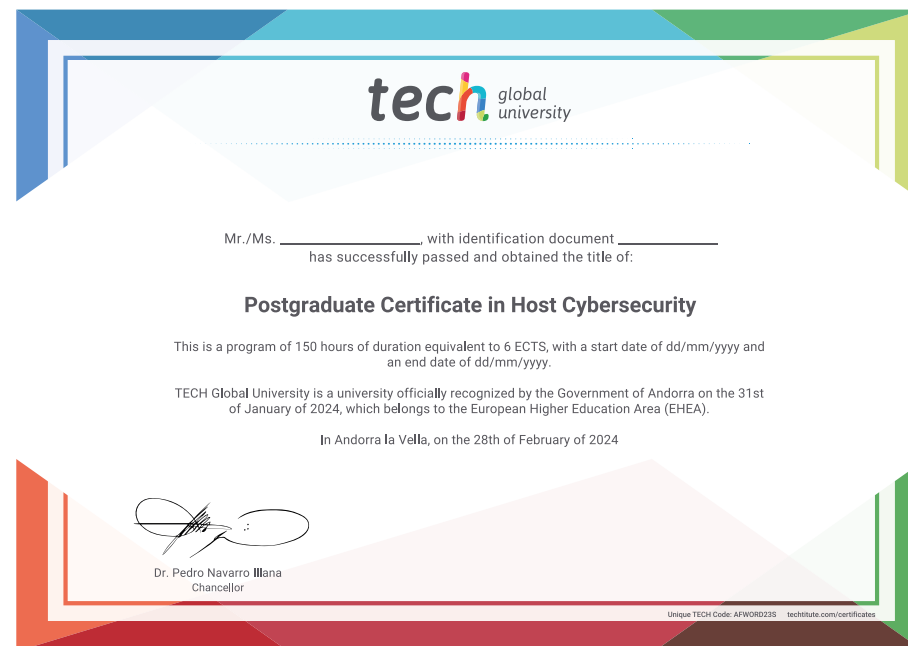 tech global
university
Mr./Ms. ____________________, with identification document ______________
has successfully passed and obtained the title of:
Postgraduate Certificate in Host Cybersecurity
This is a program of 150 hours of duration equivalent to 6 ECTS, with a start date of dd/mm/yyyy and
an end date of dd/mm/yyyy.
TECH Global University is a university officially recognized by the Government of Andorra on the 31st
of January of 2024, which belongs to the European Higher Education Area (EHEA).
In Andorra la Vella, on the 28th of February of 2024
Dr. Pedro Navarro Illana
Chancellor
Unique TECH Code: AFWORD23S techtitute.com/certificates